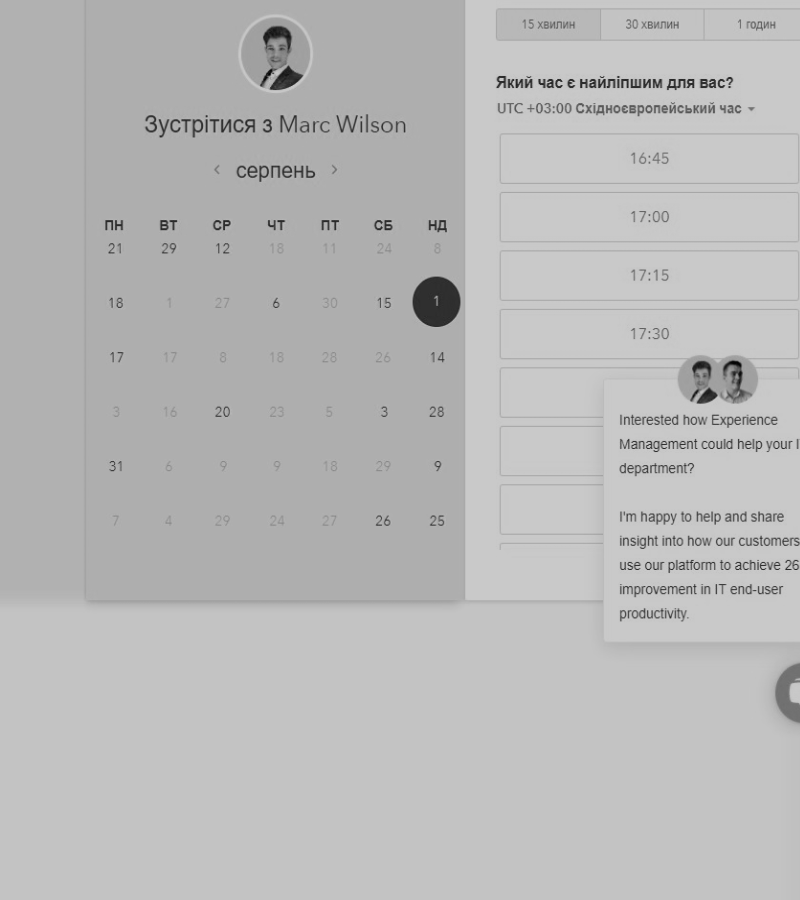 Зустрітися з Marc Wilson
серпень
ПН ВТ СР ЧТ ПТ СБ НД
21 29 12 18 11 24 8
18 1 27 6 30 15 1
17 17 8 18 28 26 14
3 16 20 23 5 3 28
31 6 9 9 18 29 9
7 4 29 24 27 26 25
15 хвилин 30 хвилин 1 годин
Який час є найліпшим для вас?
UTC +03:00 Східноєвропейський час
16:45
17:00
17:15
17:30
Interested how Experience
Management could help your I
department?
I'm happy to help and share
insight into how our customers
use our platform to achieve 26
improvement in IT end-user
productivity.